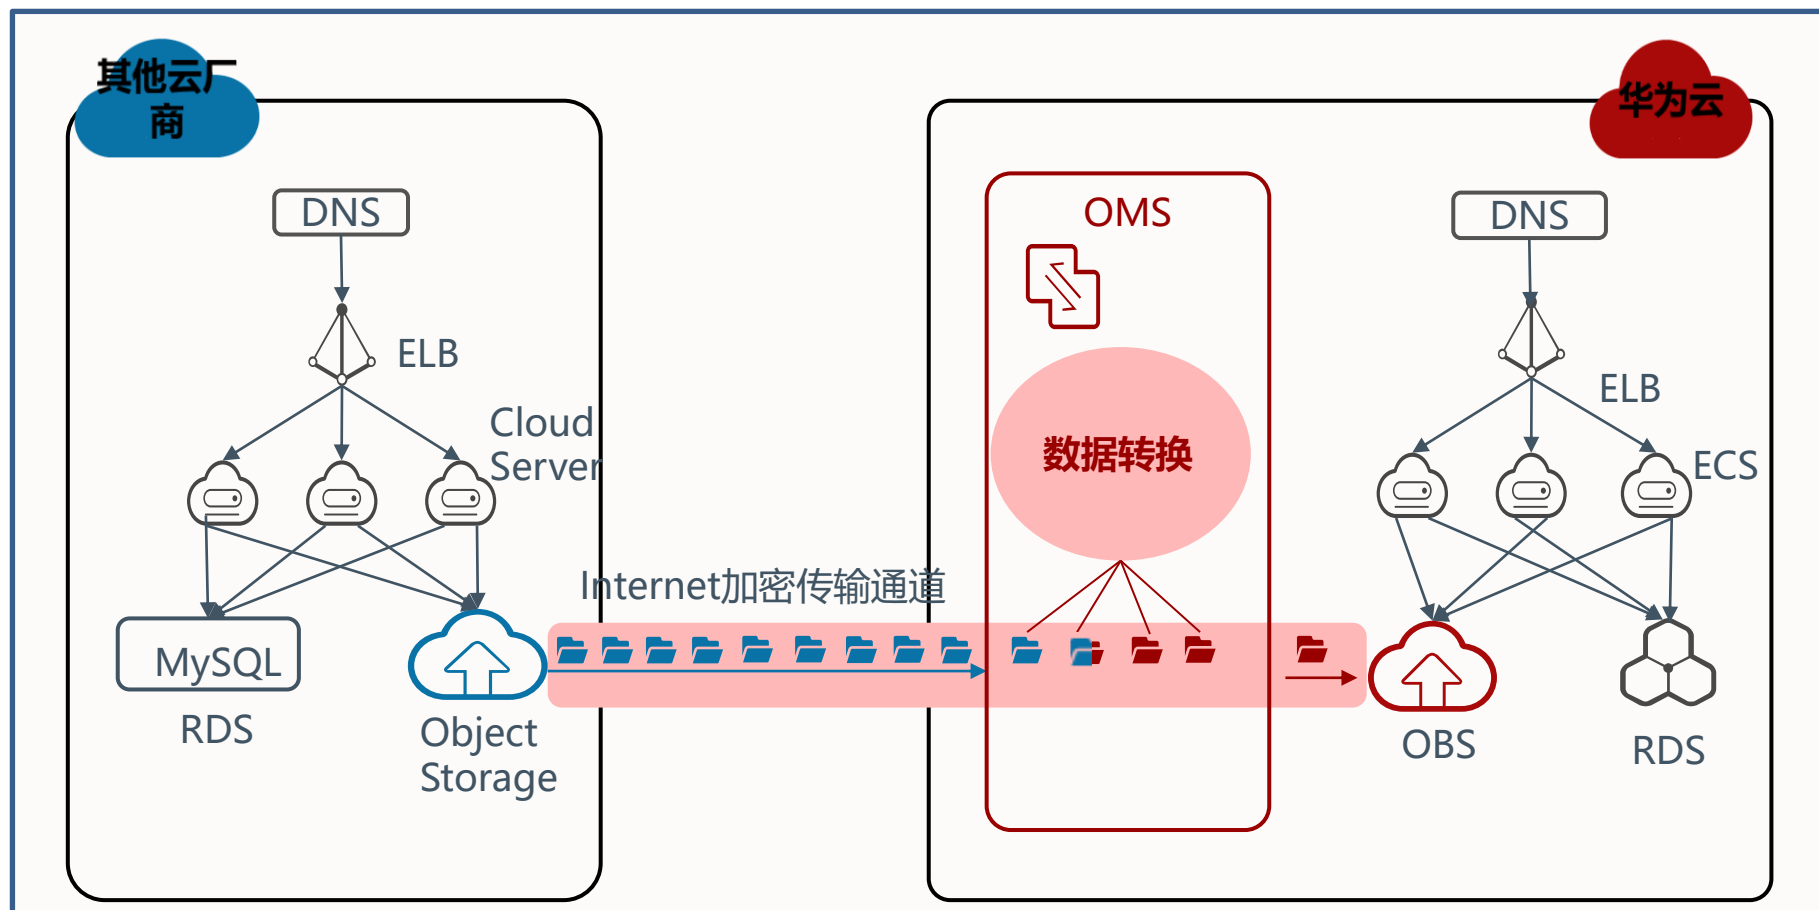 其他云厂
商
华为云
DNS
ELB
Cloud
Server
MySQL
RDS
Object
Storage
Internet加密传输通道
OMS
数据转换
DNS
ELB
ECS
OBS
RDS